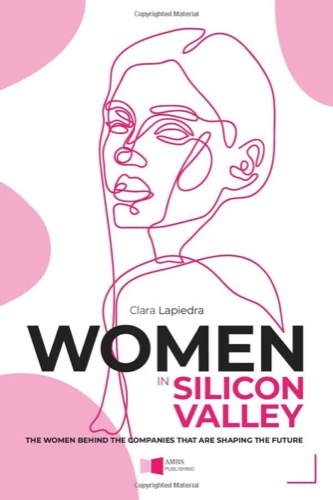 Copyrighted Material
Clara Lapiedra
WOMEN
IN SILICON
VALLEY
THE WOMEN BEHIND THE COMPANIES THAT ARE SHAPING THE FUTURE
AMBS
PUBLISHING
Copyrighted Material